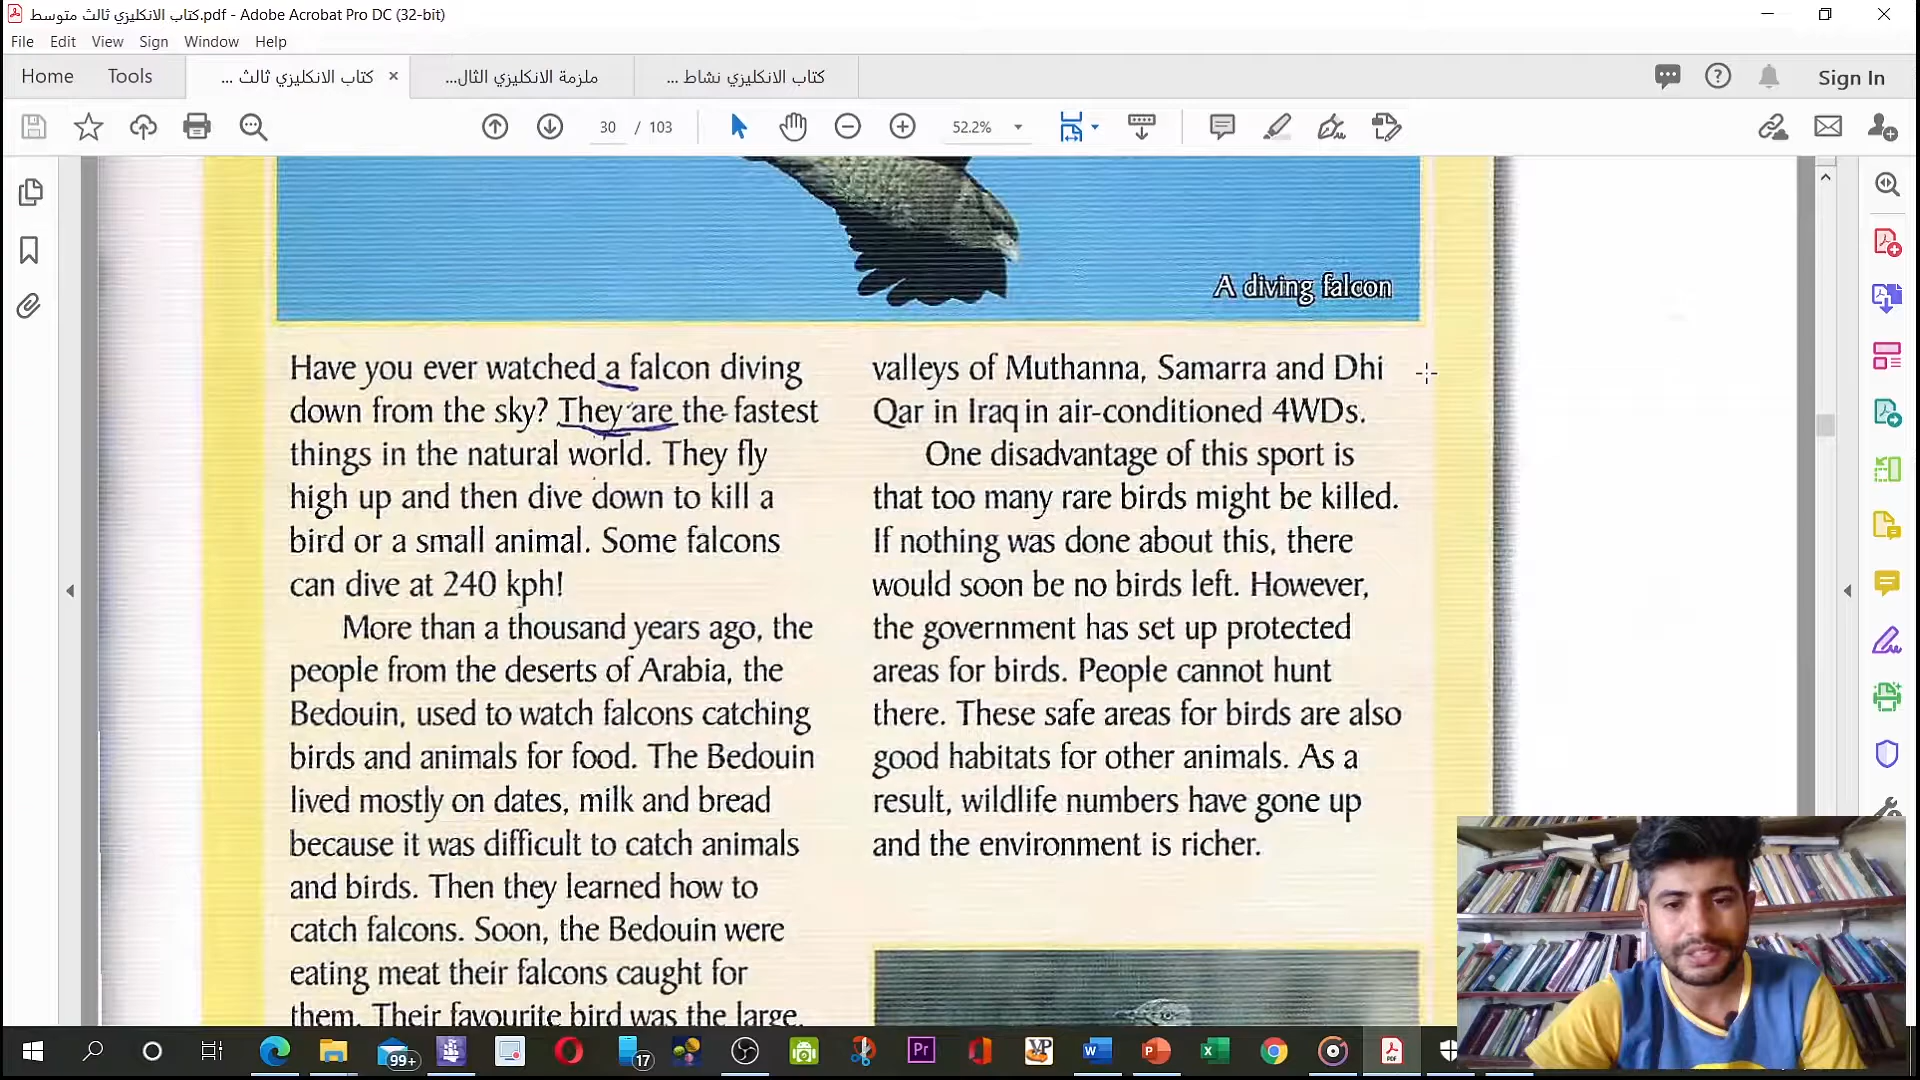 كتاب الانكليزي ثالث متوسط.pdf - Adobe Acrobat Pro DC (32-bit)
File Edit View Sign Window Help
Home Tools
كتاب الانكليزي ثالث ...
ملزمة الانكليزي الثال...
كتاب الانكليزي نشاط ...
Sign In
30 / 103
52.2%
A diving falcon
Have you ever watched a falcon diving
down from the sky? They are the fastest
things in the natural world. They fly
high up and then dive down to kill a
bird or a small animal. Some falcons
can dive at 240 kph!
More than a thousand years ago, the
people from the deserts of Arabia, the
Bedouin, used to watch falcons catching
birds and animals for food. The Bedouin
lived mostly on dates, milk and bread
because it was difficult to catch animals
and birds. Then they learned how to
catch falcons. Soon, the Bedouin were
eating meat their falcons caught for
them. Their favourite bird was the large,
valleys of Muthanna, Samarra and Dhi
Qar in Iraq in air-conditioned 4WDs.
One disadvantage of this sport is
that too many rare birds might be killed.
If nothing was done about this, there
would soon be no birds left. However,
the government has set up protected
areas for birds. People cannot hunt
there. These safe areas for birds are also
good habitats for other animals. As a
result, wildlife numbers have gone up
and the environment is richer.
99+
17
Pr
VP
W
P
X
PDF